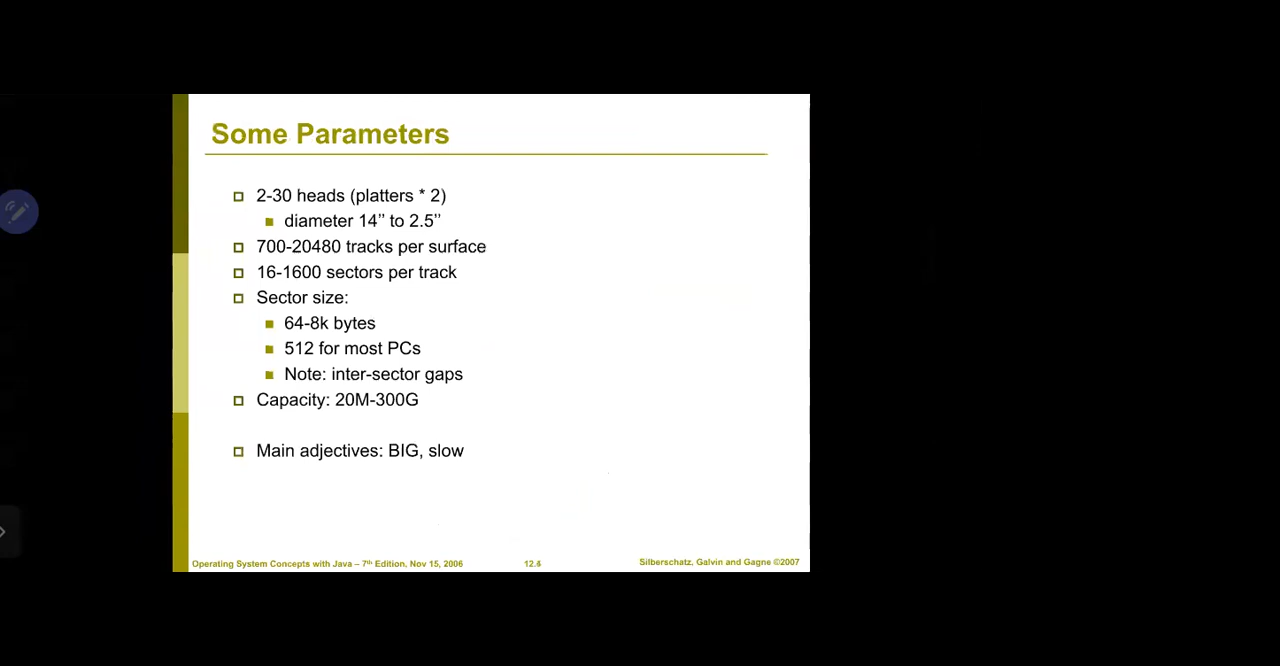 Some Parameters
2-30 heads (platters * 2)
diameter 14’’ to 2.5’’
700-20480 tracks per surface
16-1600 sectors per track
Sector size:
64-8k bytes
512 for most PCs
Note: inter-sector gaps
Capacity: 20M-300G
Main adjectives: BIG, slow
Operating System Concepts with Java – 7th Edition, Nov 15, 2006
12.4
Silberschatz, Galvin and Gagne ©2007